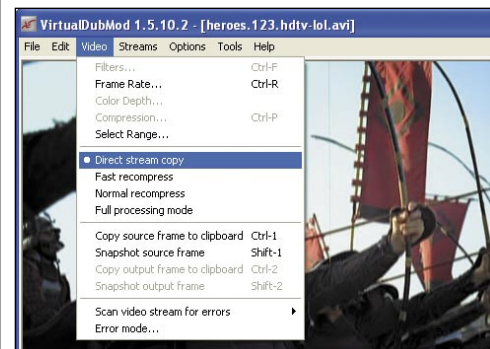 VirtualDubMod 1.5.10.2 - [heroes.123.hdtv-lol.avi]
File Edit Video Streams Options Tools Help
Filters... Ctrl-F
Frame Rate... Ctrl-R
Color Depth...
Compression... Ctrl-P
Select Range...
Direct stream copy
Fast recompress
Normal recompress
Full processing mode
Copy source frame to clipboard Ctrl-1
Snapshot source frame Shift-1
Copy output frame to clipboard Ctrl-2
Snapshot output frame Shift-2
Scan video stream for errors
Error mode...